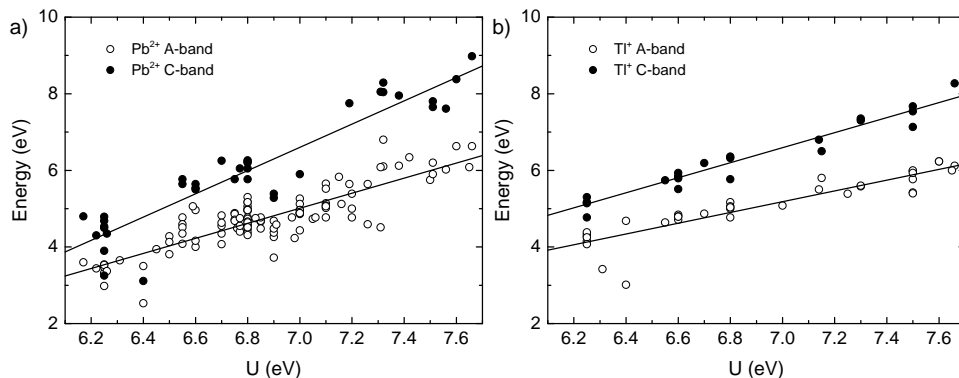 a)
Pb²⁺ A-band
Pb²⁺ C-band
10
8
6
4
2
Energy (eV)
6.2 6.4 6.6 6.8 7.0 7.2 7.4 7.6
U (eV)
b)
Tl⁺ A-band
Tl⁺ C-band
10
8
6
4
2
Energy (eV)
6.2 6.4 6.6 6.8 7.0 7.2 7.4 7.6
U (eV)